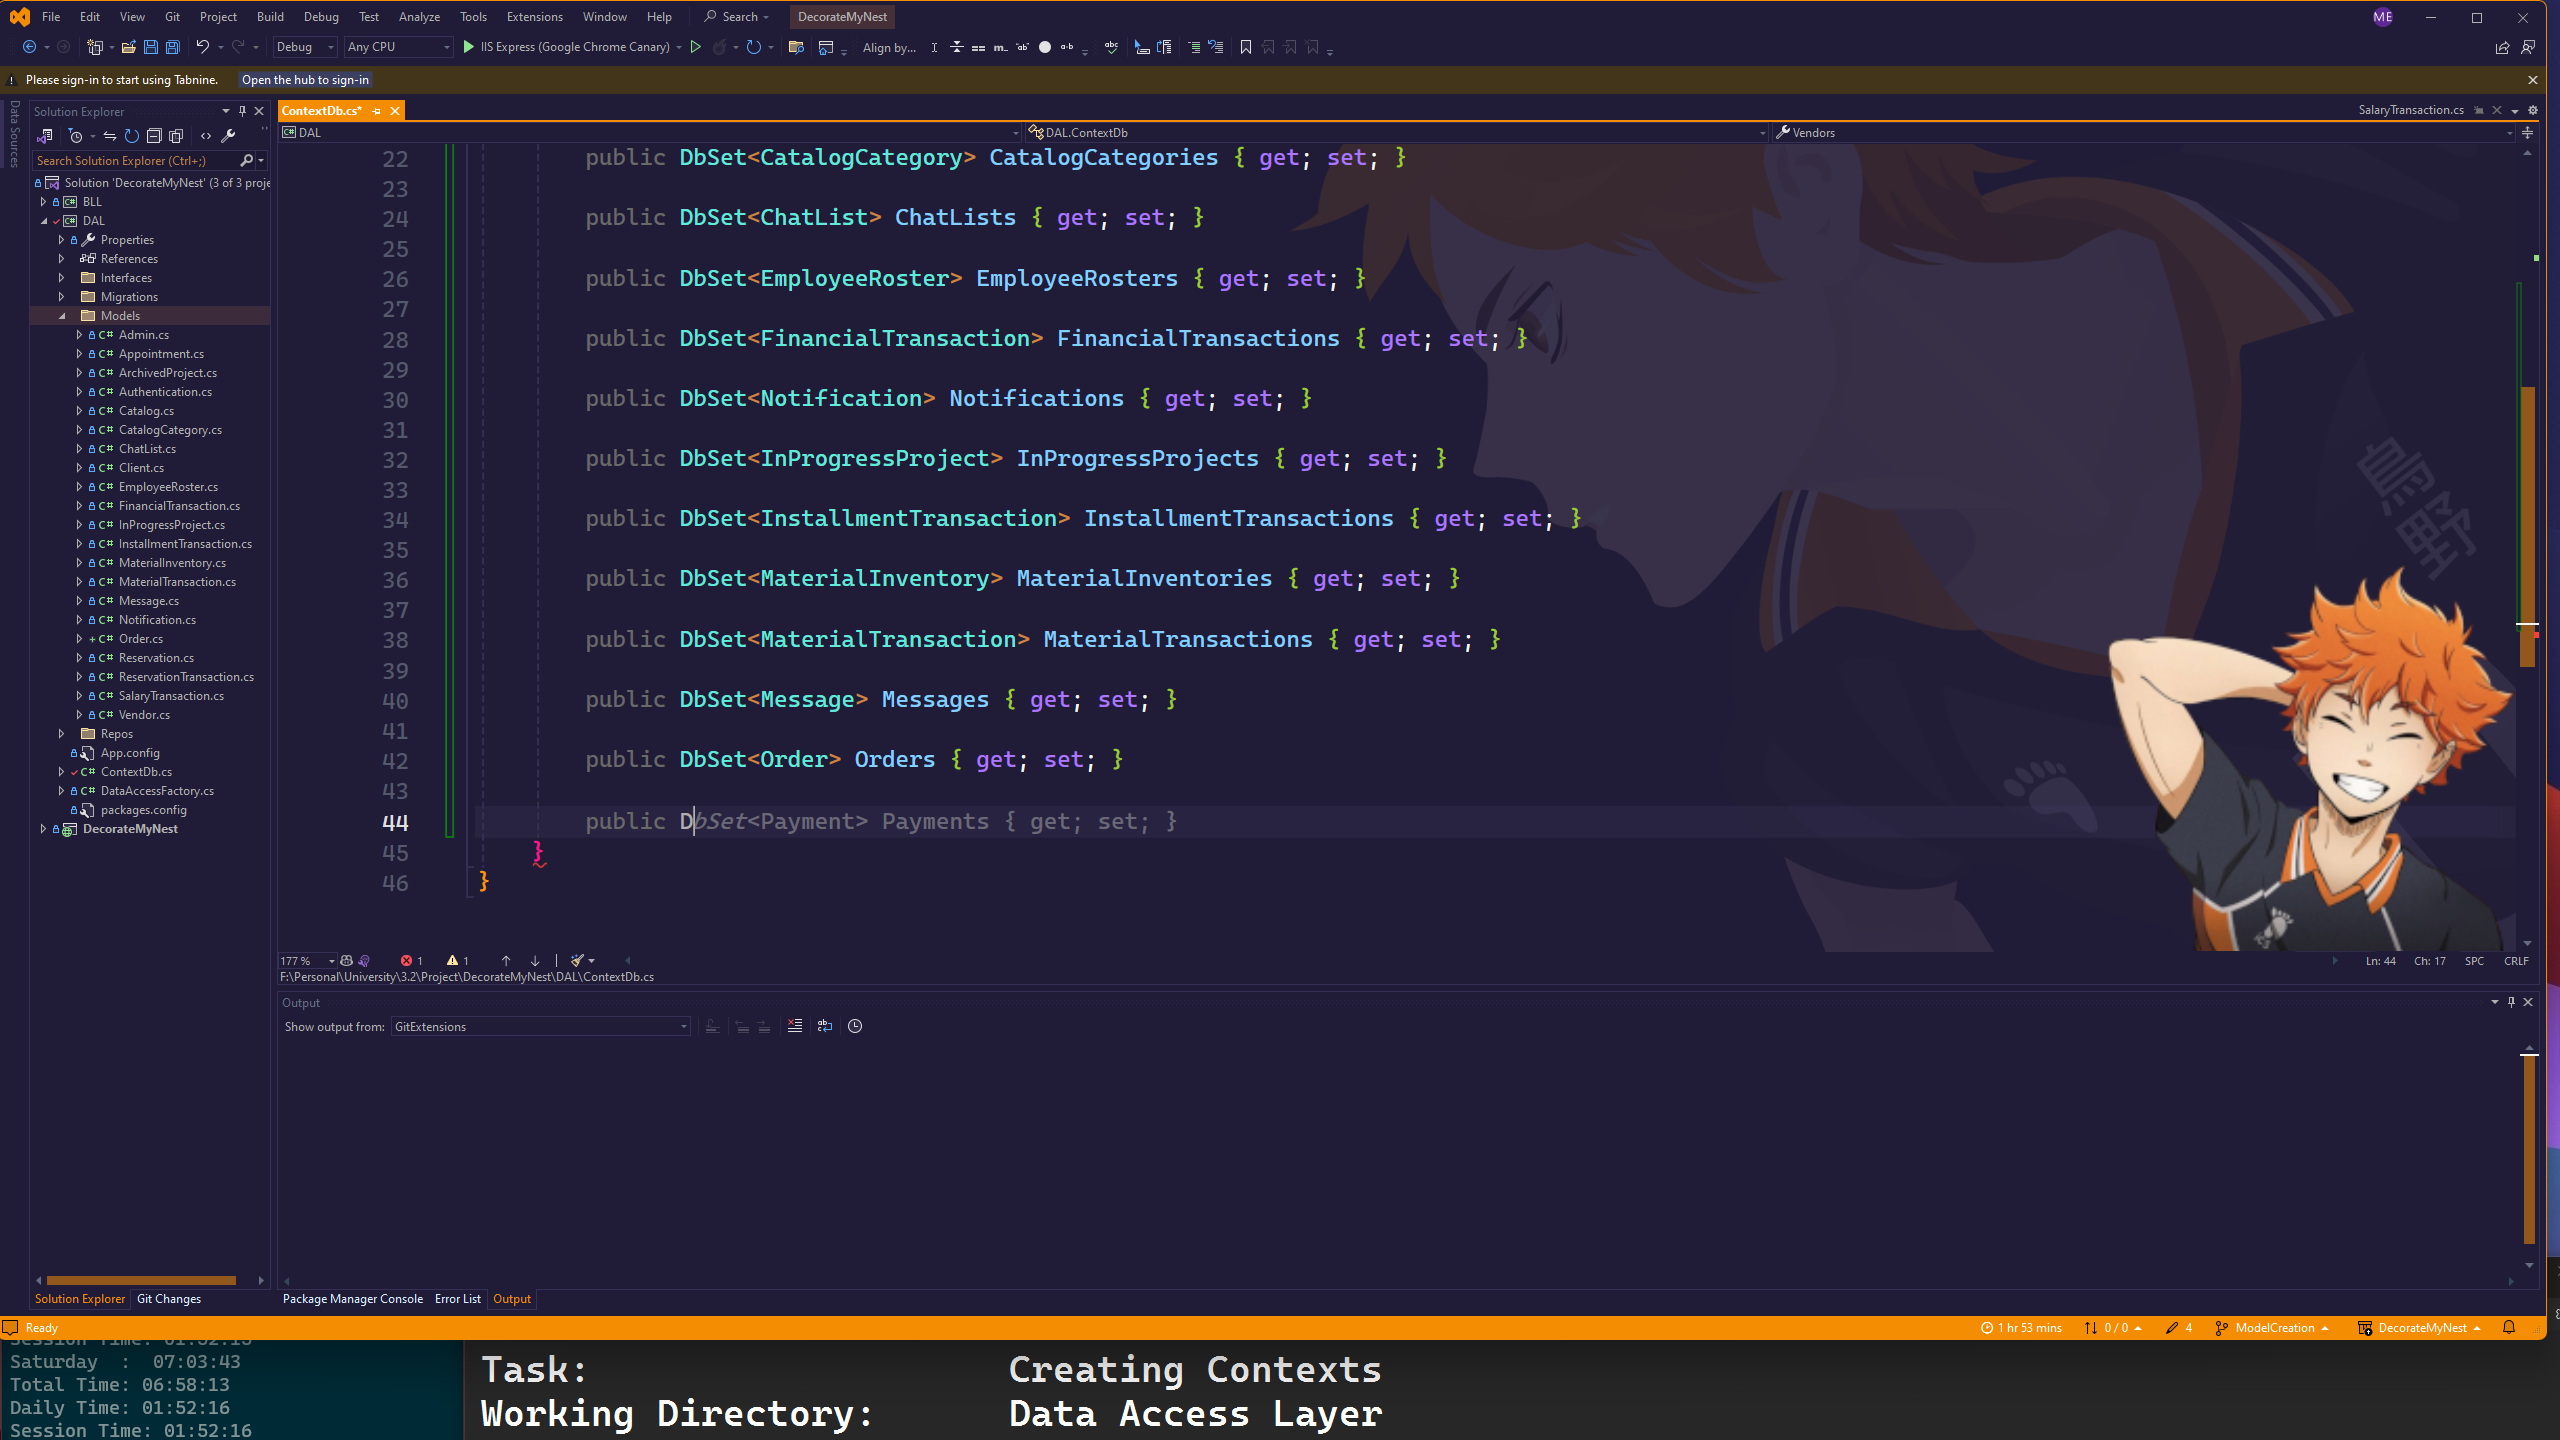 File Edit View Git Project Build Debug Test Analyze Tools Extensions Window Help Search DecorateMyNest ME
Debug Any CPU IIS Express (Google Chrome Canary) Align by...
Please sign-in to start using Tabnine. Open the hub to sign-in
Data Sources
Solution Explorer
Search Solution Explorer (Ctrl+;)
Solution 'DecorateMyNest' (3 of 3 proje
BLL
DAL
Properties
References
Interfaces
Migrations
Models
Admin.cs
Appointment.cs
ArchivedProject.cs
Authentication.cs
Catalog.cs
CatalogCategory.cs
ChatList.cs
Client.cs
EmployeeRoster.cs
FinancialTransaction.cs
InProgressProject.cs
InstallmentTransaction.cs
MaterialInventory.cs
MaterialTransaction.cs
Message.cs
Notification.cs
Order.cs
Reservation.cs
ReservationTransaction.cs
SalaryTransaction.cs
Vendor.cs
Repos
App.config
ContextDb.cs
DataAccessFactory.cs
packages.config
DecorateMyNest
Solution Explorer Git Changes
ContextDb.cs* SalaryTransaction.cs
DAL DAL.ContextDb Vendors
22 public DbSet<CatalogCategory> CatalogCategories { get; set; }
23
24 public DbSet<ChatList> ChatLists { get; set; }
25
26 public DbSet<EmployeeRoster> EmployeeRosters { get; set; }
27
28 public DbSet<FinancialTransaction> FinancialTransactions { get; set; }
29
30 public DbSet<Notification> Notifications { get; set; }
31
32 public DbSet<InProgressProject> InProgressProjects { get; set; }
33
34 public DbSet<InstallmentTransaction> InstallmentTransactions { get; set; }
35
36 public DbSet<MaterialInventory> MaterialInventories { get; set; }
37
38 public DbSet<MaterialTransaction> MaterialTransactions { get; set; }
39
40 public DbSet<Message> Messages { get; set; }
41
42 public DbSet<Order> Orders { get; set; }
43
44 public DbSet<Payment> Payments { get; set; }
45 }
46 }
烏野
177 % 1 1 Ln: 44 Ch: 17 SPC CRLF
F:\Personal\University\3.2\Project\DecorateMyNest\DAL\ContextDb.cs
Output
Show output from: GitExtensions
Package Manager Console Error List Output
Ready 1 hr 53 mins 0 / 0 4 ModelCreation DecorateMyNest
Saturday : 07:03:43
Total Time: 06:58:13
Daily Time: 01:52:16
Session Time: 01:52:16
Task: Creating Contexts
Working Directory: Data Access Layer